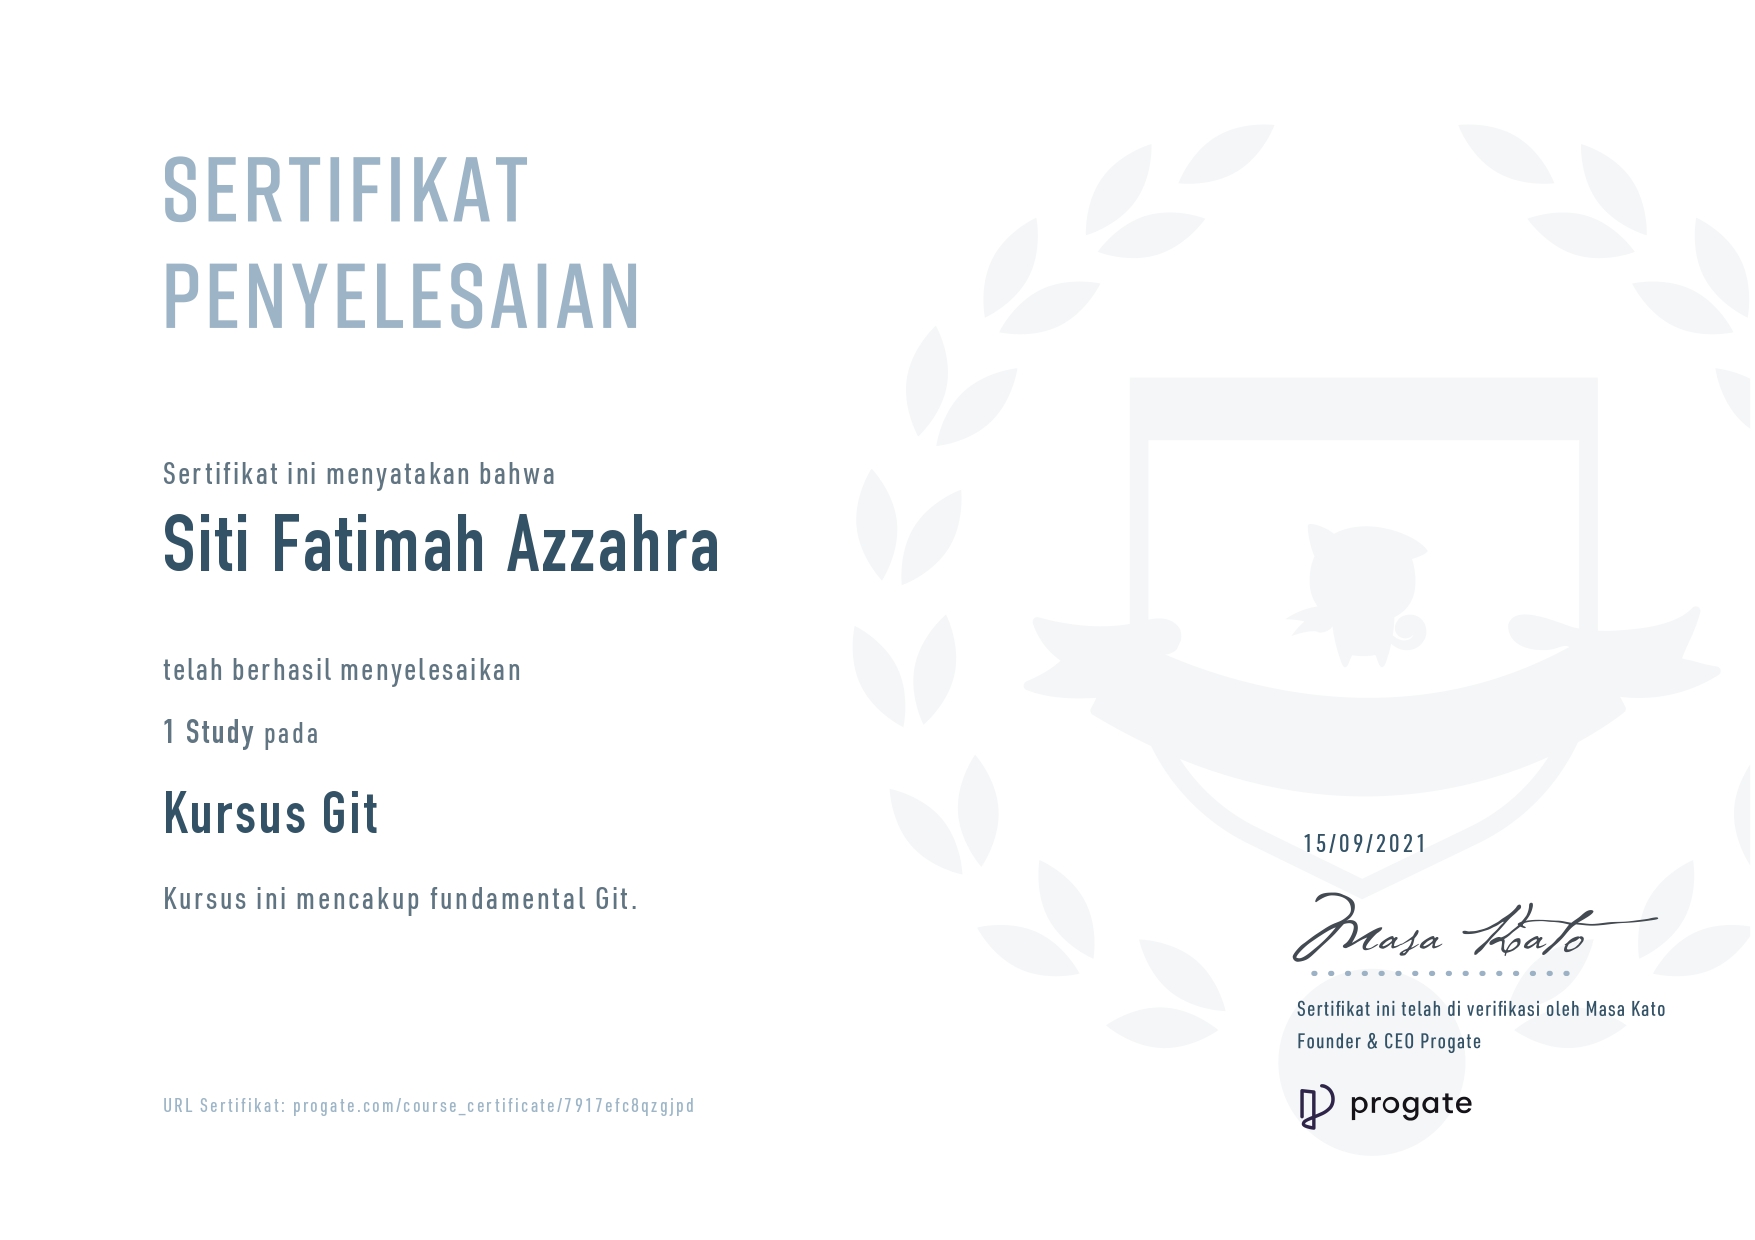 SERTIFIKAT
PENYELESAIAN
Sertifikat ini menyatakan bahwa
Siti Fatimah Azzahra
telah berhasil menyelesaikan
1 Study pada
Kursus Git
Kursus ini mencakup fundamental Git.
15/09/2021
Masa Kato
Sertifikat ini telah di verifikasi oleh Masa Kato
Founder & CEO Progate
progate
URL Sertifikat: progate.com/course_certificate/7917efc8qzgjpd